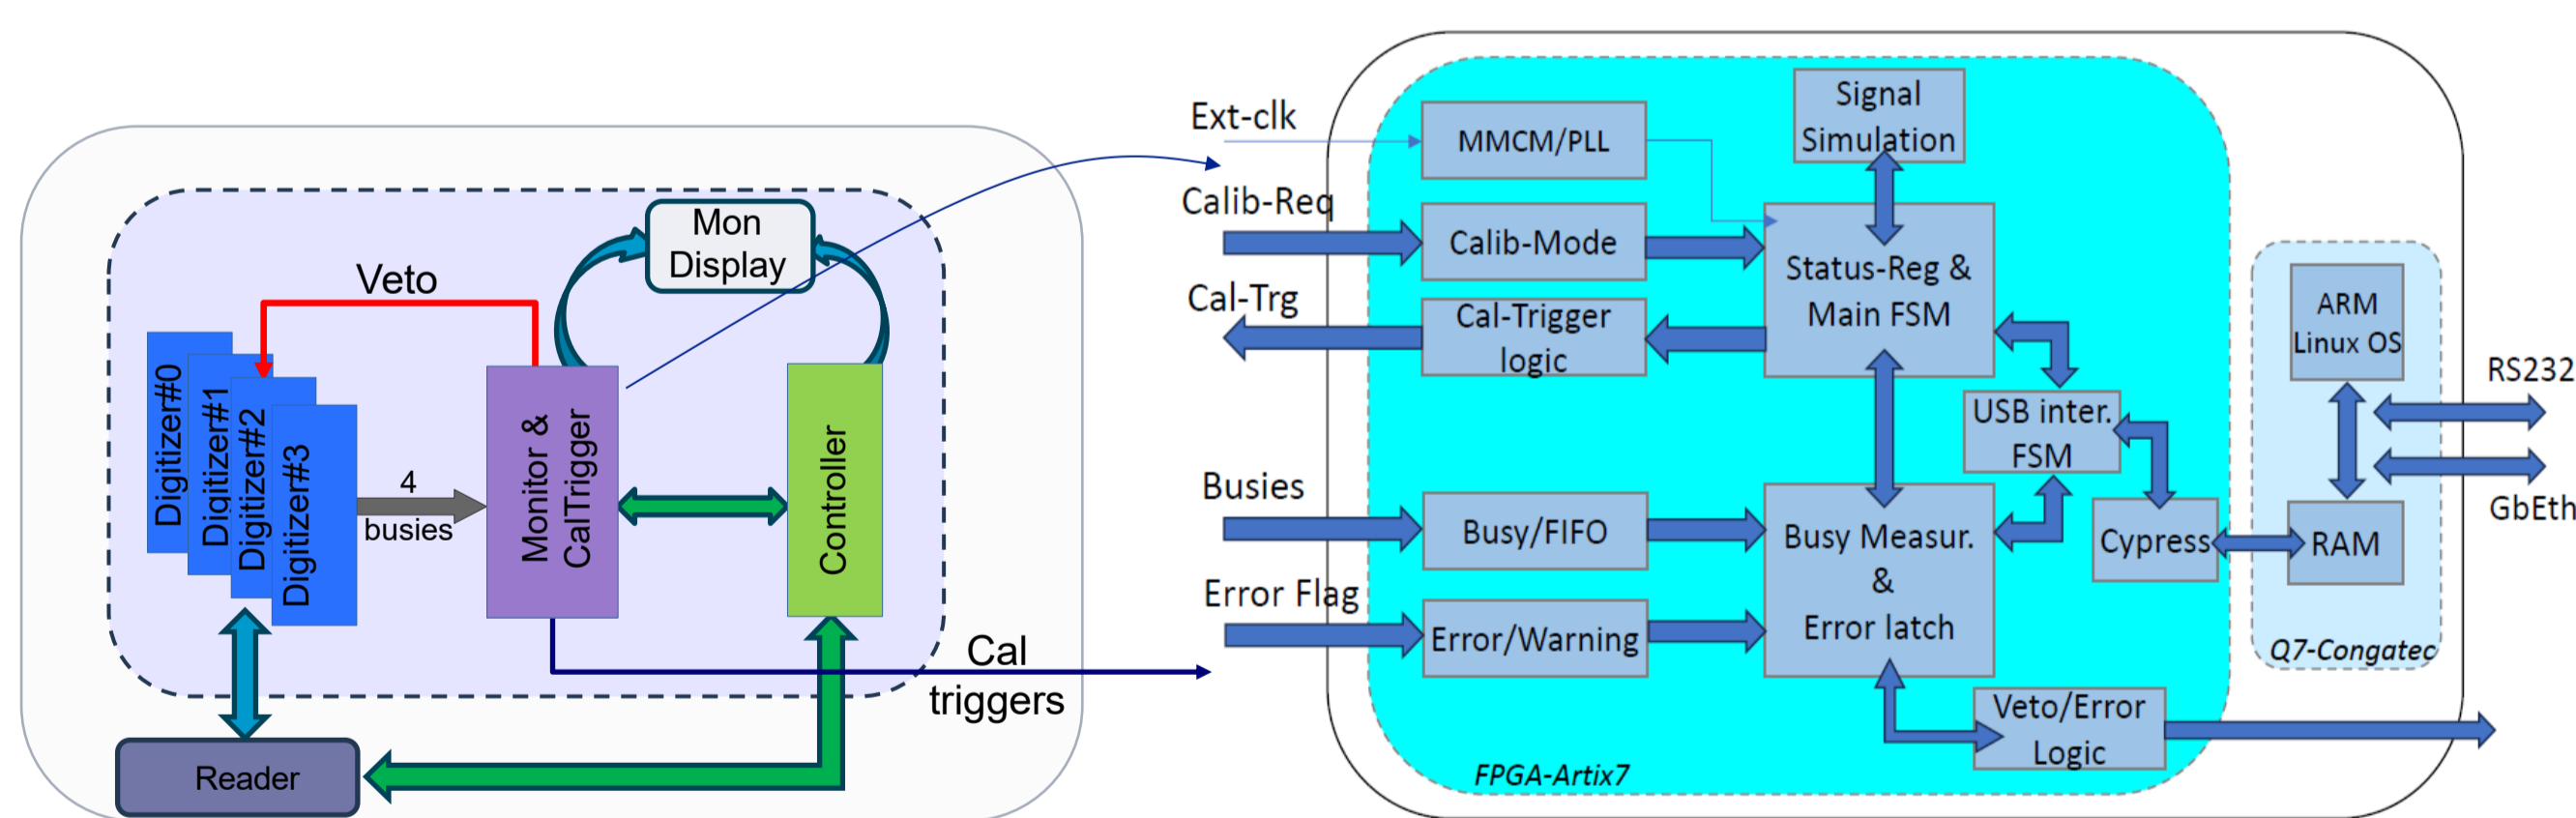 Mon
Display
Veto
Digitizer#0
Digitizer#1
Digitizer#2
Digitizer#3
4
busies
Monitor &
CalTrigger
Controller
Cal
triggers
Reader
Ext-clk
Calib-Req
Cal-Trg
Busies
Error Flag
MMCM/PLL
Calib-Mode
Cal-Trigger
logic
Busy/FIFO
Error/Warning
Signal
Simulation
Status-Reg &
Main FSM
USB inter.
FSM
Busy Measur.
&
Error latch
Cypress
Veto/Error
Logic
FPGA-Artix7
ARM
Linux OS
RAM
Q7-Congatec
RS232
GbEth